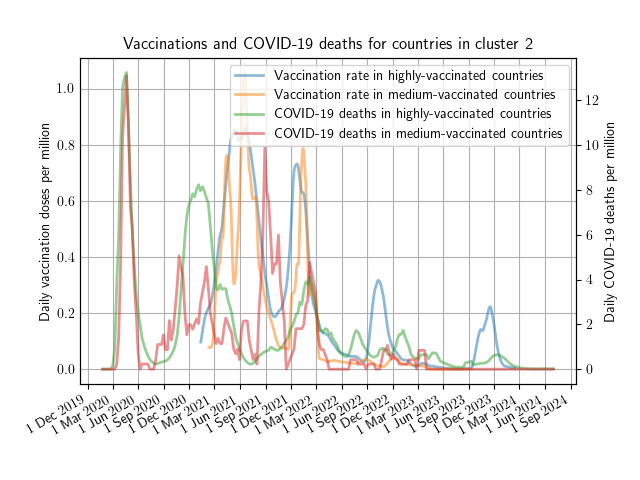 Vaccinations and COVID-19 deaths for countries in cluster 2
Vaccination rate in highly-vaccinated countries
Vaccination rate in medium-vaccinated countries
COVID-19 deaths in highly-vaccinated countries
COVID-19 deaths in medium-vaccinated countries
Daily vaccination doses per million
1.0
0.8
0.6
0.4
0.2
0.0
12
10
8
6
4
2
0
Daily COVID-19 deaths per million
1 Dec 2019
1 Mar 2020
1 Jun 2020
1 Sep 2020
1 Dec 2020
1 Mar 2021
1 Jun 2021
1 Sep 2021
1 Dec 2021
1 Mar 2022
1 Jun 2022
1 Sep 2022
1 Dec 2022
1 Mar 2023
1 Jun 2023
1 Sep 2023
1 Dec 2023
1 Mar 2024
1 Jun 2024
1 Sep 2024